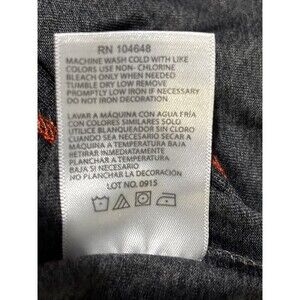 RN 104648
MACHINE WASH COLD WITH LIKE
COLORS USE NON- CHLORINE
BLEACH ONLY WHEN NEEDED
TUMBLE DRY LOW REMOVE
PROMPTLY LOW IRON IF NECESSARY
DO NOT IRON DECORATION
LAVAR A MÁQUINA CON AGUA FRÍA
CON COLORES SIMILARES SOLO
UTILICE BLANQUEADOR SIN CLORO
CUANDO SEA NECESARIO SECAR A
MÁQUINA A TEMPERATURA BAJA
RETIRAR INMEDIATAMENTE
PLANCHAR A TEMPERATURA
BAJA SI NECESARIO
NO PLANCHAR LA DECORACIÓN
LOT NO. 0915